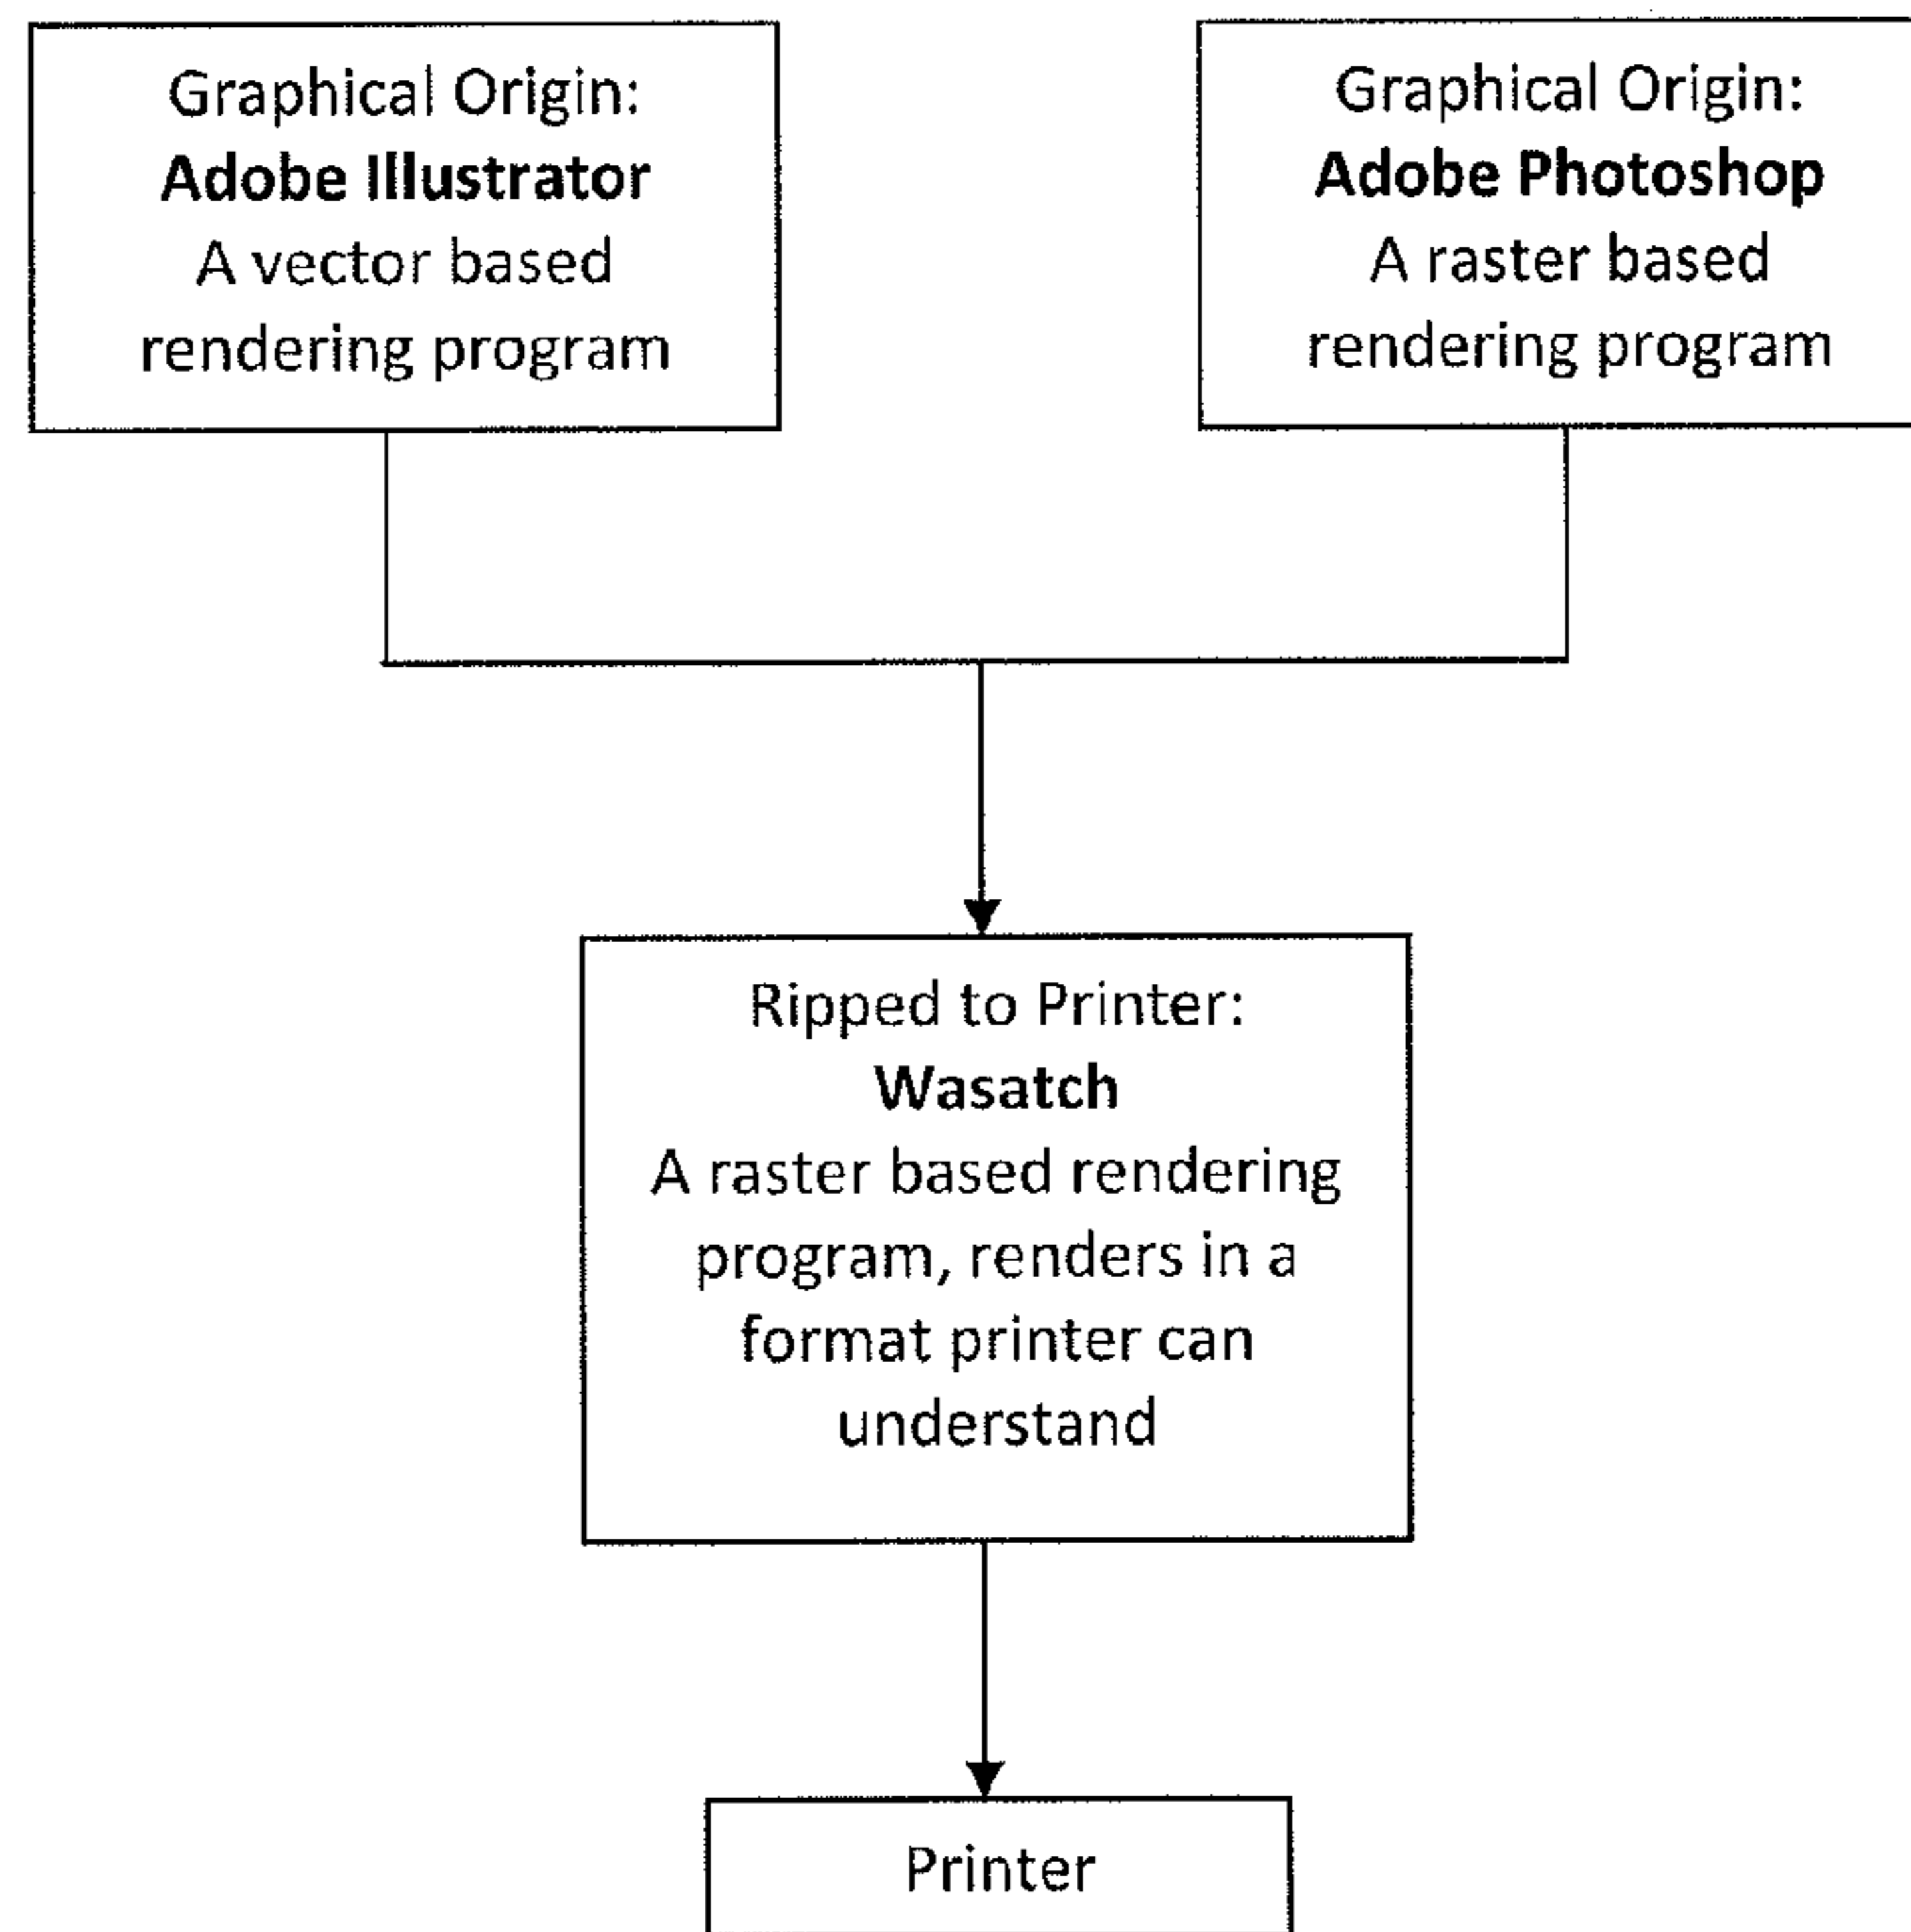 Graphical Origin:
Adobe Illustrator
A vector based
rendering program
Graphical Origin:
Adobe Photoshop
A raster based
rendering program
Ripped to Printer:
Wasatch
A raster based rendering
program, renders in a
format printer can
understand
Printer